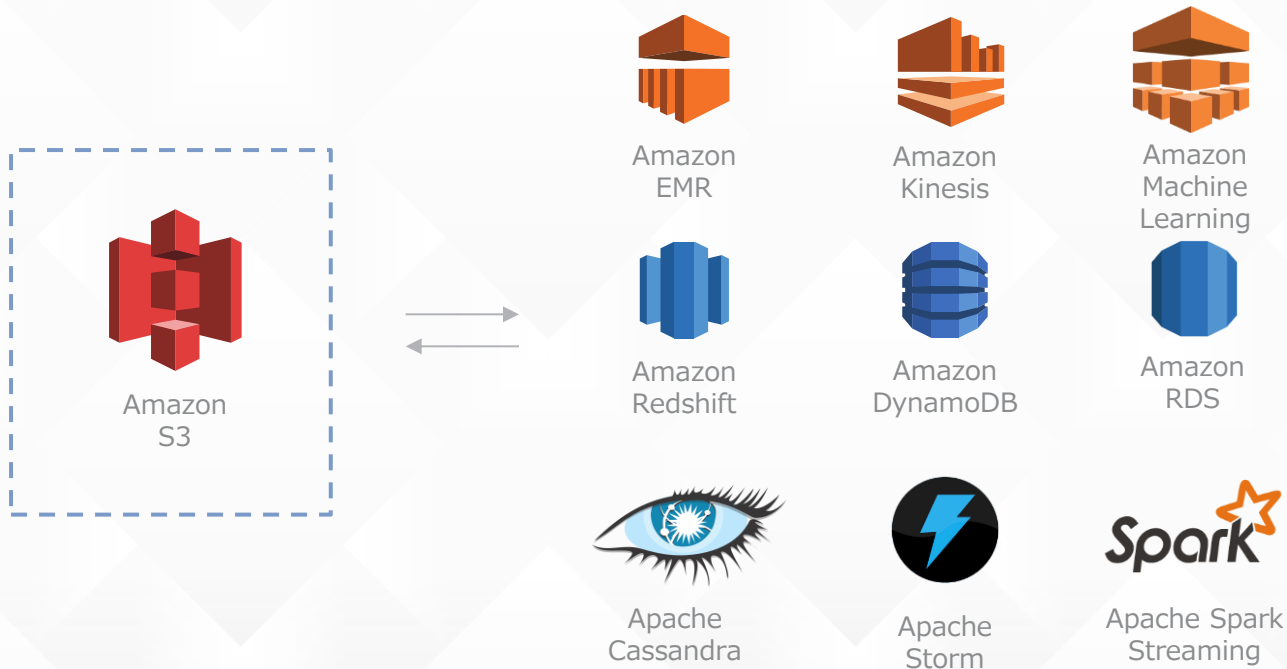 Amazon
EMR
Amazon
Kinesis
Amazon
Machine
Learning
Amazon
S3
Amazon
Redshift
Amazon
DynamoDB
Amazon
RDS
Apache
Cassandra
Apache
Storm
Spark
Apache Spark
Streaming